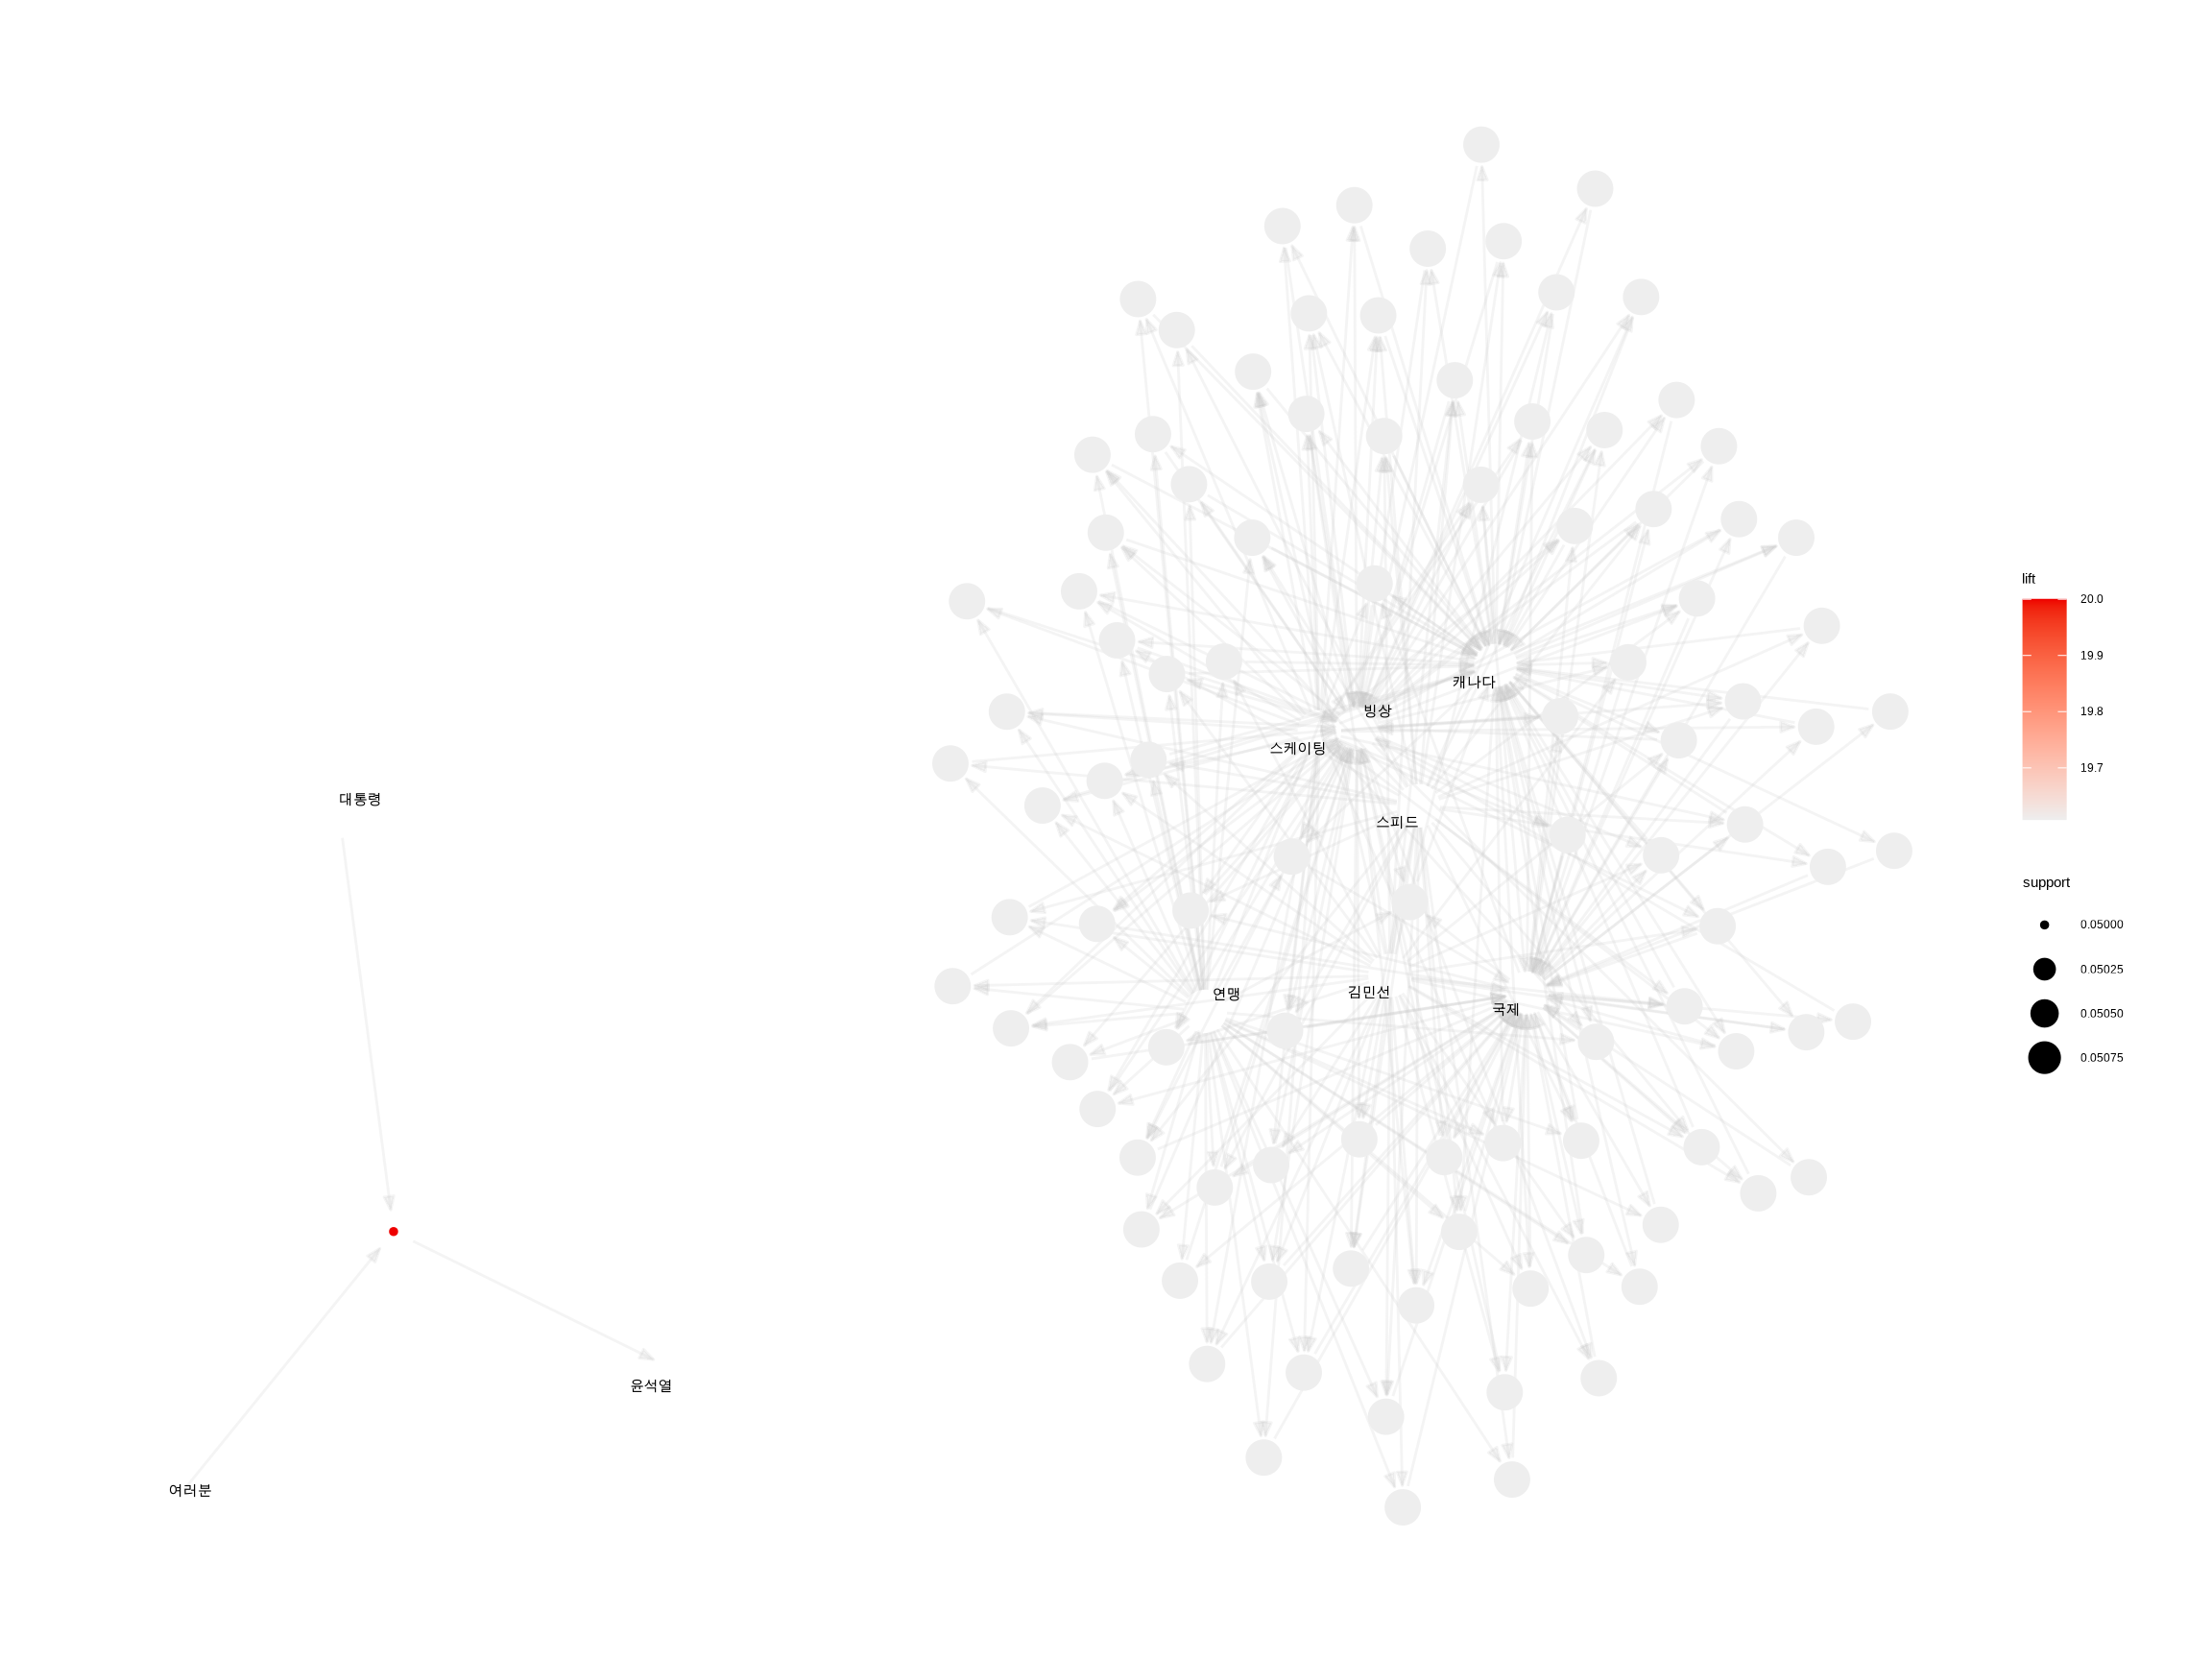 대통령
여러분
윤석열
캐나다
빙상
스케이팅
스피드
연맹
김민선
국제
lift
20.0
19.9
19.8
19.7
support
0.05000
0.05025
0.05050
0.05075